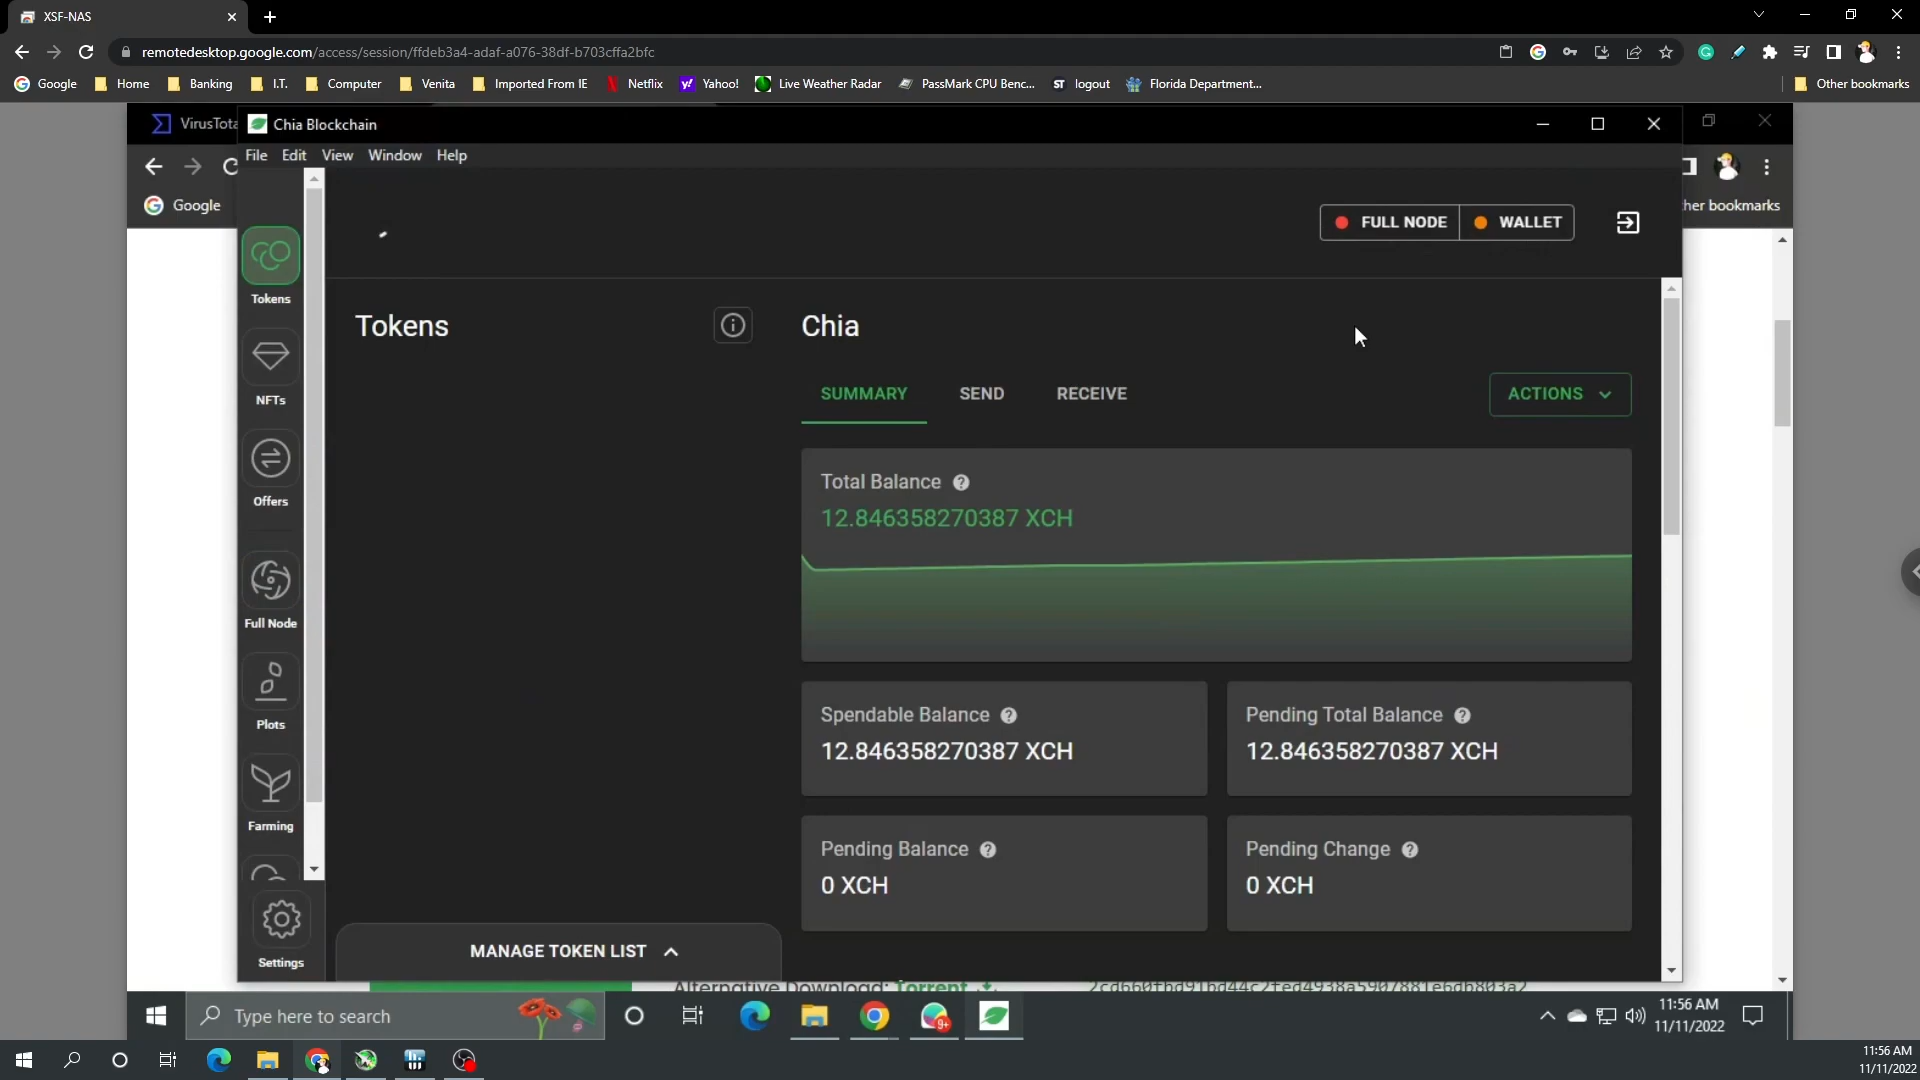 XSF-NAS
remotedesktop.google.com/access/session/ffdeb3a4-adaf-a076-38df-b703cffa2bfc
Google Home Banking I.T. Computer Venita Imported From IE Netflix Yahoo! Live Weather Radar PassMark CPU Benc... ST logout Florida Department... Other bookmarks
VirusTota Chia Blockchain
File Edit View Window Help
Google her bookmarks
FULL NODE WALLET
Tokens
NFTs
Offers
Full Node
Plots
Farming
Settings
Tokens
MANAGE TOKEN LIST
Chia
SUMMARY SEND RECEIVE ACTIONS
Total Balance ?
12.846358270387 XCH
Spendable Balance ?
12.846358270387 XCH
Pending Total Balance ?
12.846358270387 XCH
Pending Balance ?
0 XCH
Pending Change ?
0 XCH
Alternative Download: Torrent
Type here to search 9+ 11:56 AM
11/11/2022
11:56 AM
11/11/2022